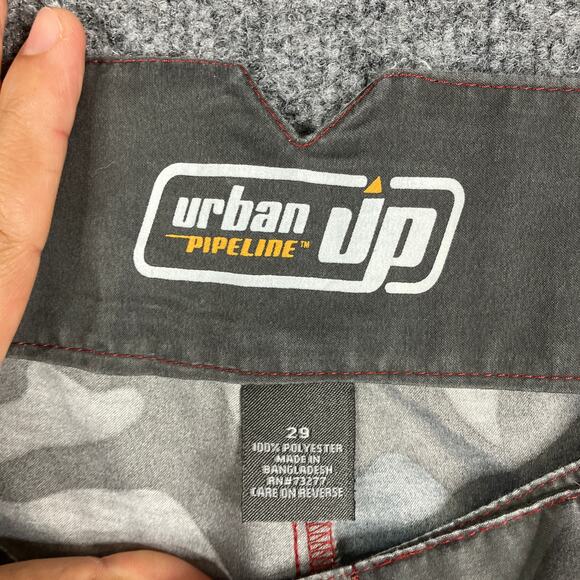 urban UP
PIPELINE™
29
100% POLYESTER
MADE IN
BANGLADESH
RN#73277
CARE ON REVERSE